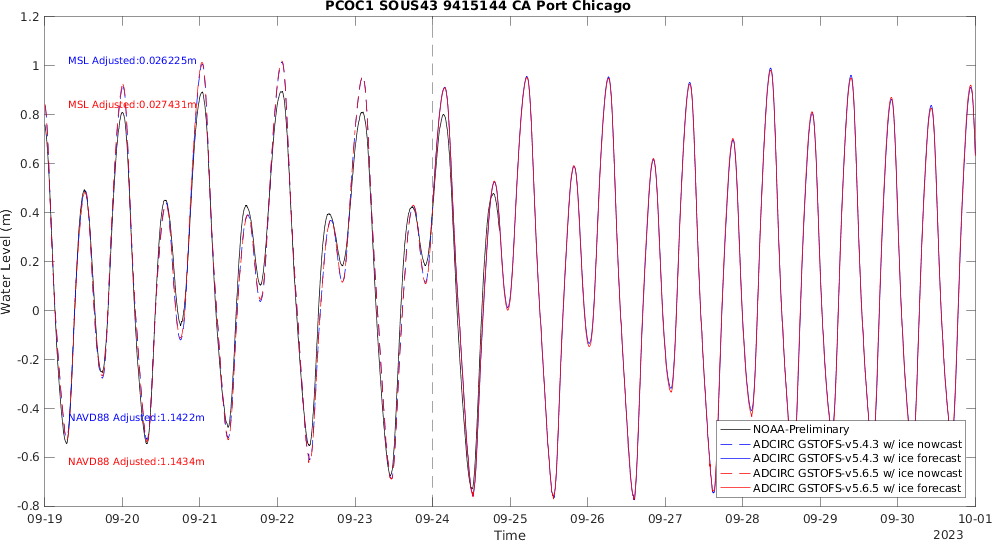 PCOC1 SOUS43 9415144 CA Port Chicago
1.2
1
0.8
0.6
0.4
0.2
0
-0.2
-0.4
-0.6
-0.8
Water Level (m)
MSL Adjusted:0.026225m
MSL Adjusted:0.027431m
NAVD88 Adjusted:1.1422m
NAVD88 Adjusted:1.1434m
NOAA-Preliminary
ADCIRC GSTOFS-v5.4.3 w/ ice nowcast
ADCIRC GSTOFS-v5.4.3 w/ ice forecast
ADCIRC GSTOFS-v5.6.5 w/ ice nowcast
ADCIRC GSTOFS-v5.6.5 w/ ice forecast
09-19 09-20 09-21 09-22 09-23 09-24 09-25 09-26 09-27 09-28 09-29 09-30 10-01
Time
2023